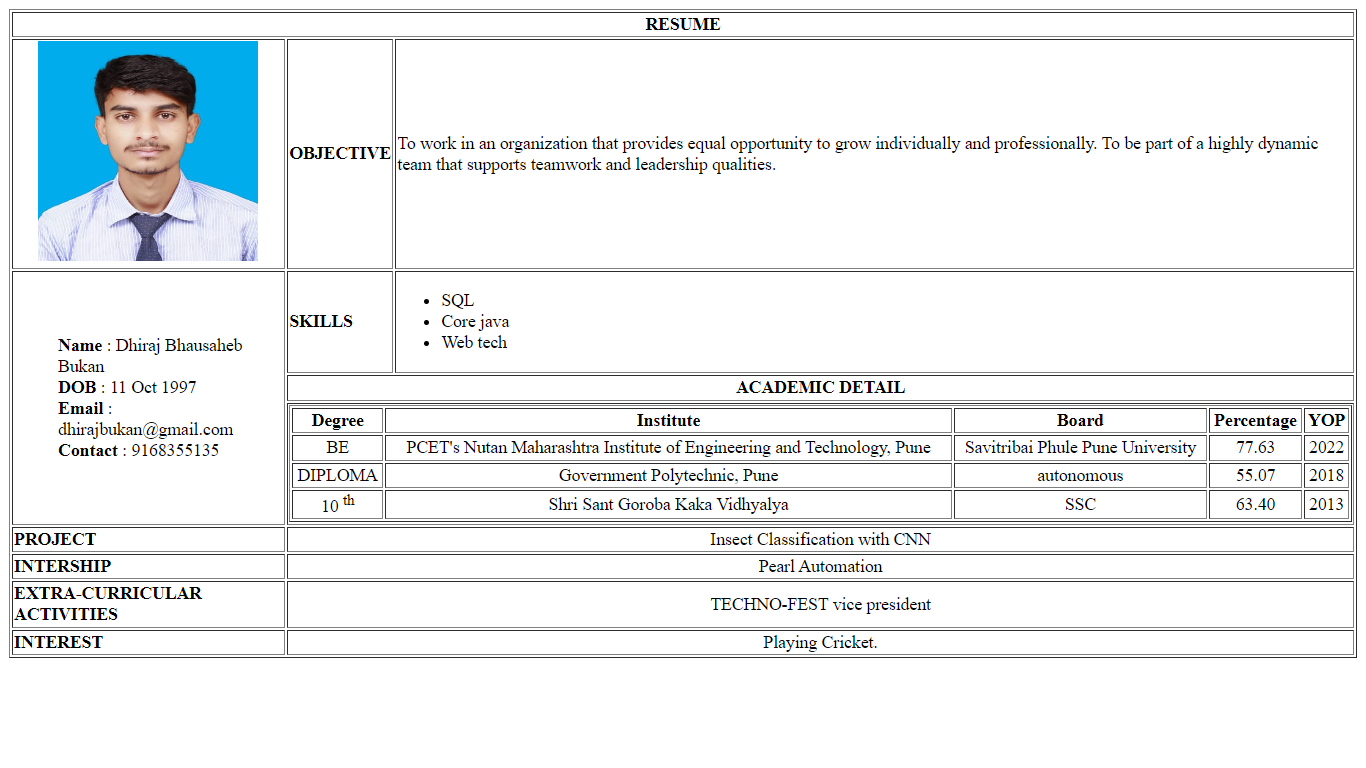 RESUME
OBJECTIVE
To work in an organization that provides equal opportunity to grow individually and professionally. To be part of a highly dynamic
team that supports teamwork and leadership qualities.
Name : Dhiraj Bhausaheb
Bukan
DOB : 11 Oct 1997
Email :
dhirajbukan@gmail.com
Contact : 9168355135
SKILLS
• SQL
• Core java
• Web tech
ACADEMIC DETAIL
Degree Institute Board Percentage YOP
BE PCET's Nutan Maharashtra Institute of Engineering and Technology, Pune Savitribai Phule Pune University 77.63 2022
DIPLOMA Government Polytechnic, Pune autonomous 55.07 2018
10 th Shri Sant Goroba Kaka Vidhyalya SSC 63.40 2013
PROJECT Insect Classification with CNN
INTERSHIP Pearl Automation
EXTRA-CURRICULAR
ACTIVITIES TECHNO-FEST vice president
INTEREST Playing Cricket.